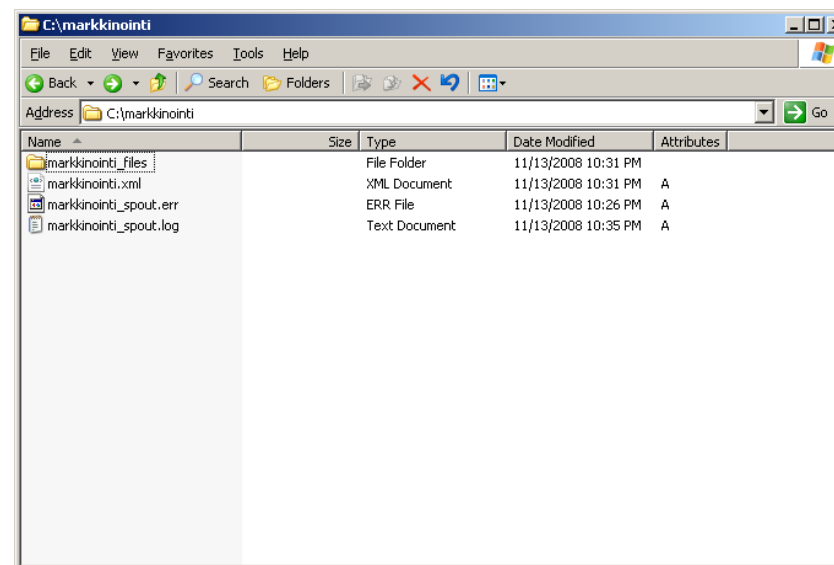 C:\markkinointi
File Edit View Favorites Tools Help
Back Search Folders
Address C:\markkinointi Go
Name Size Type Date Modified Attributes
markkinointi_files File Folder 11/13/2008 10:31 PM
markkinointi.xml XML Document 11/13/2008 10:31 PM A
markkinointi_spout.err ERR File 11/13/2008 10:26 PM A
markkinointi_spout.log Text Document 11/13/2008 10:35 PM A